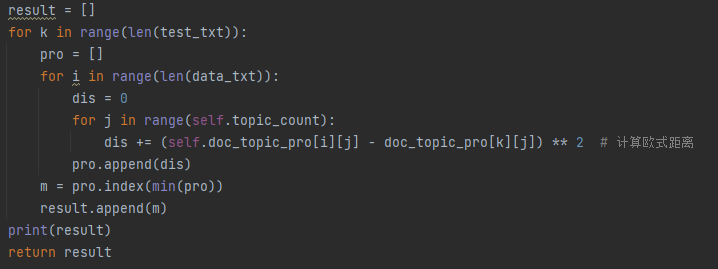 result = []
for k in range(len(test_txt)):
    pro = []
    for i in range(len(data_txt)):
        dis = 0
        for j in range(self.topic_count):
            dis += (self.doc_topic_pro[i][j] - doc_topic_pro[k][j]) ** 2  # 计算欧式距离
        pro.append(dis)
    m = pro.index(min(pro))
    result.append(m)
print(result)
return result